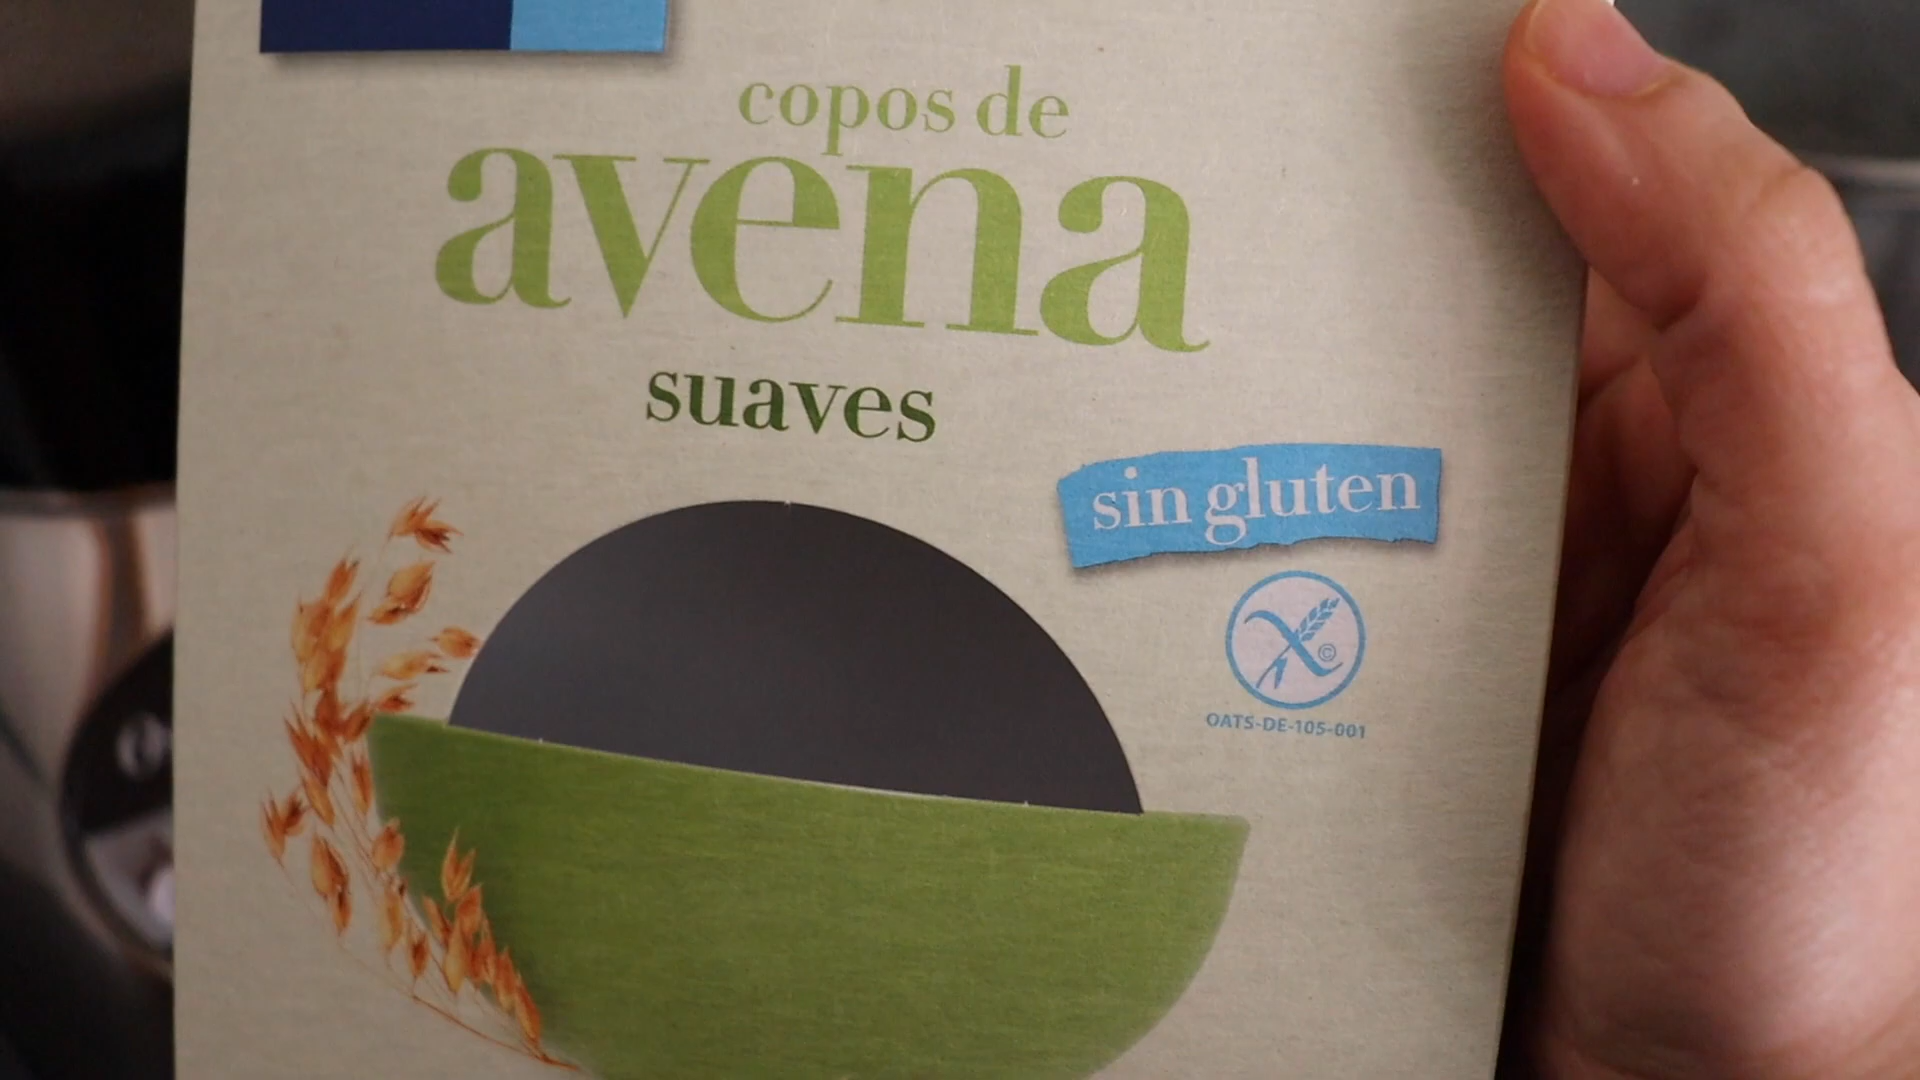 copos de
avena
suaves
sin gluten
©
OATS-DE-105-001